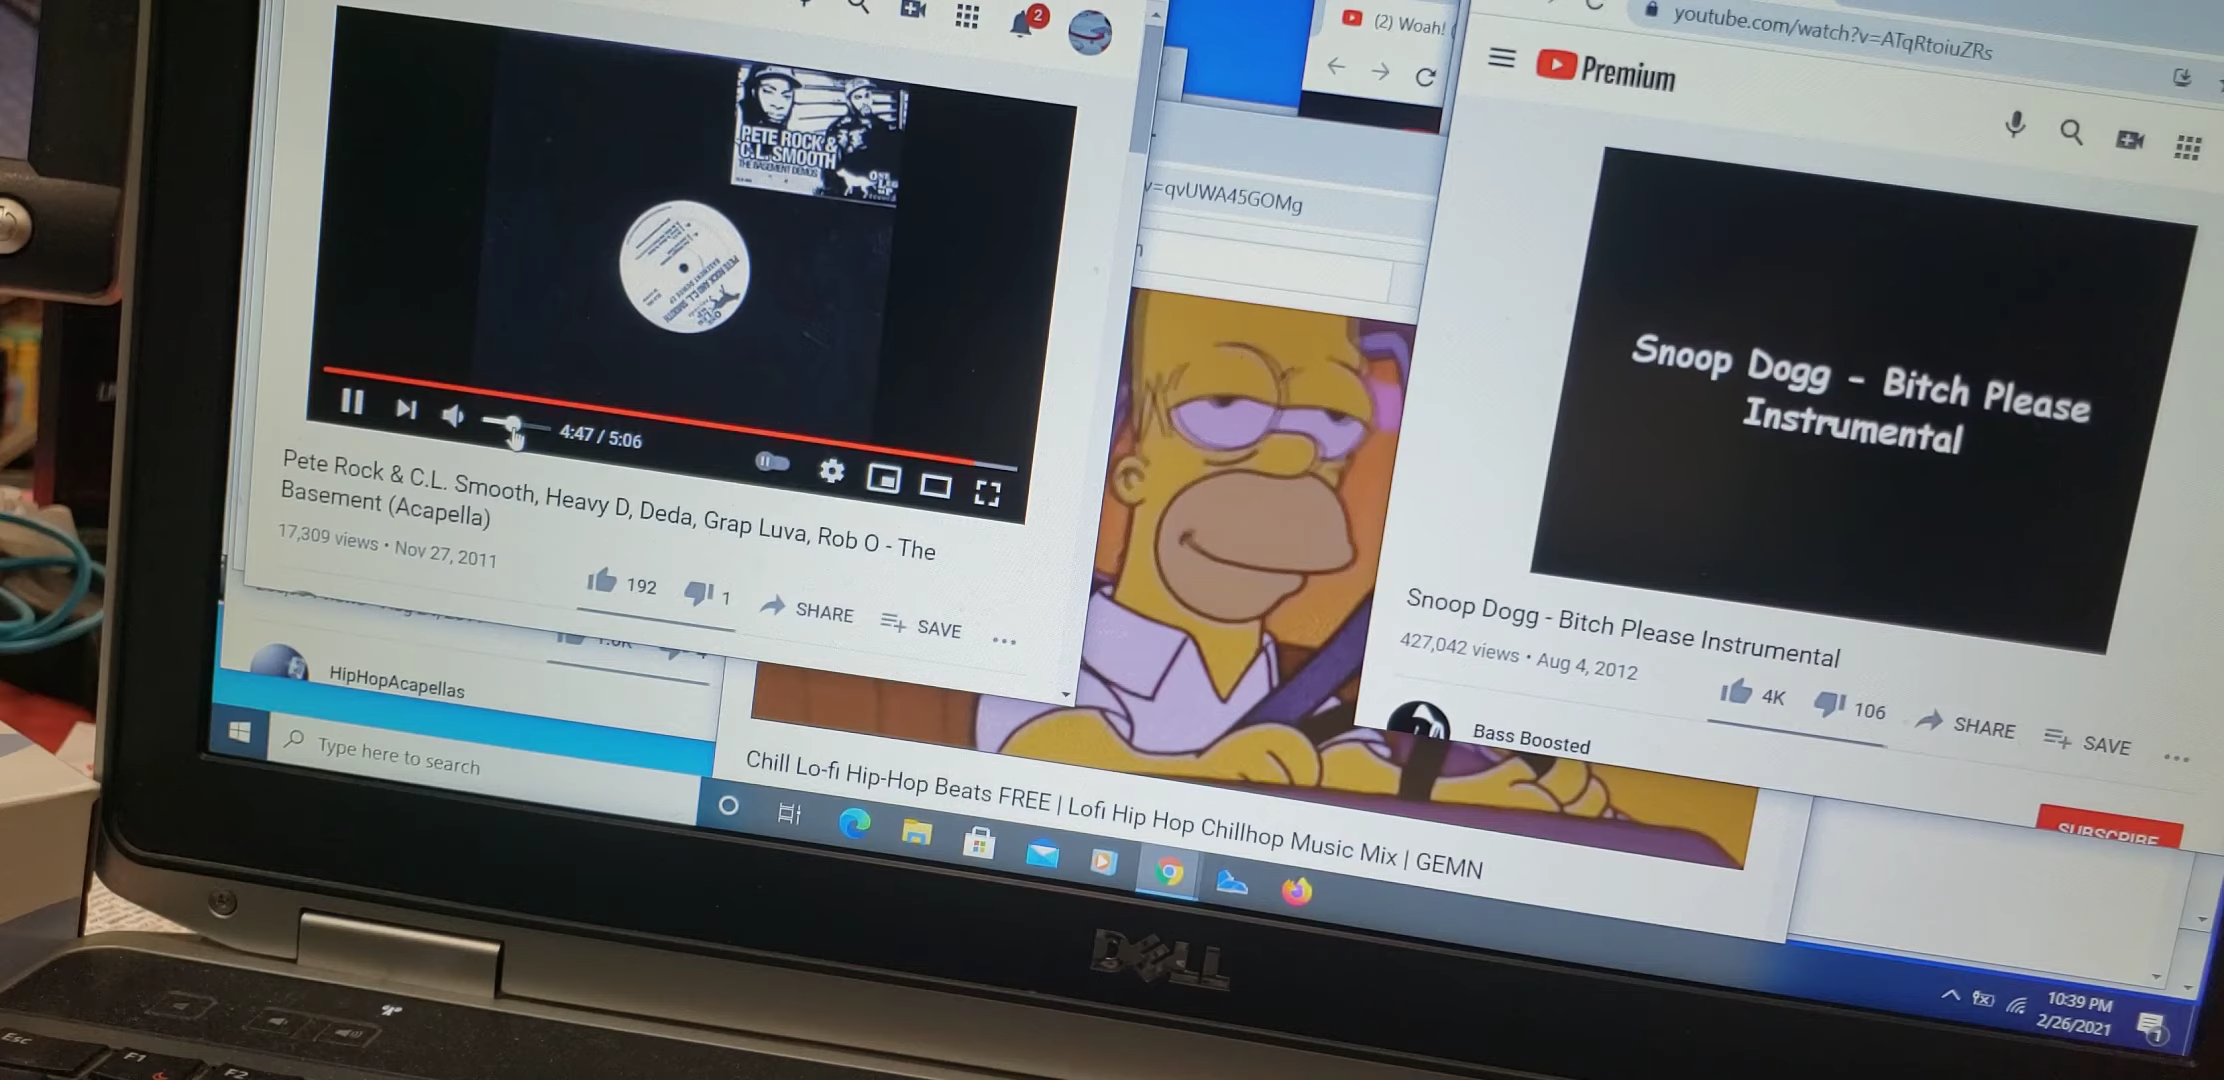 2
PETE ROCK &
C.L. SMOOTH
THE BASEMENT DEMOS
4:47 / 5:06
Pete Rock & C.L. Smooth, Heavy D, Deda, Grap Luva, Rob O - The
Basement (Acapella)
17,309 views • Nov 27, 2011
192
1
SHARE
SAVE
HipHopAcapellas
Type here to search
(2) Woah!
v=qvUWA45GOMg
Chill Lo-fi Hip-Hop Beats FREE | Lofi Hip Hop Chillhop Music Mix | GEMN
youtube.com/watch?v=ATqRtoiuZRs
Premium
Snoop Dogg - Bitch Please
Instrumental
Snoop Dogg - Bitch Please Instrumental
427,042 views • Aug 4, 2012
4K
106
SHARE
SAVE
Bass Boosted
SUBSCRIBE
10:39 PM
2/26/2021
1
DELL
Esc
F1
F2